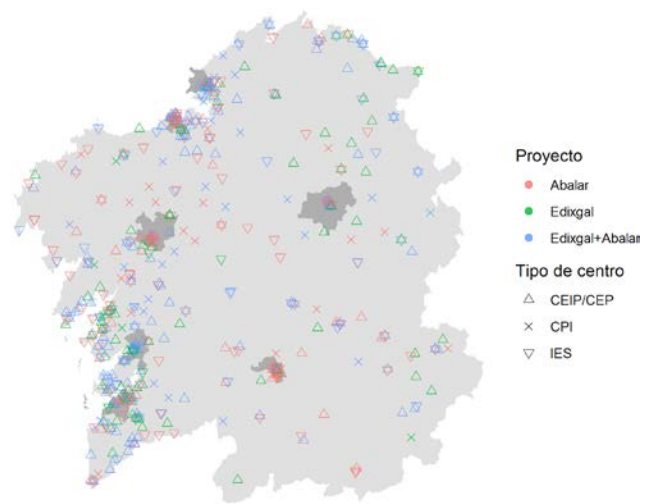 Proyecto
Abalar
Edixgal
Edixgal+Abalar
Tipo de centro
CEIP/CEP
CPI
IES